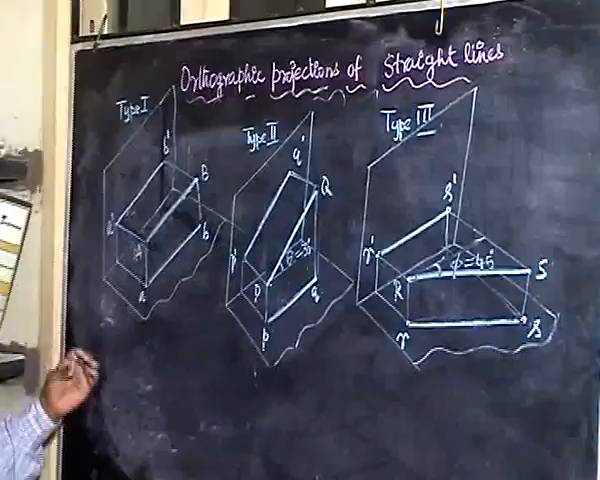 Orthographic projections of Straight lines
Type I
Type II
Type III
b'
B
a'
A
b
a
q'
Q
p'
θ=30
P
q
p
s'
r'
φ=45
S
R
s
r